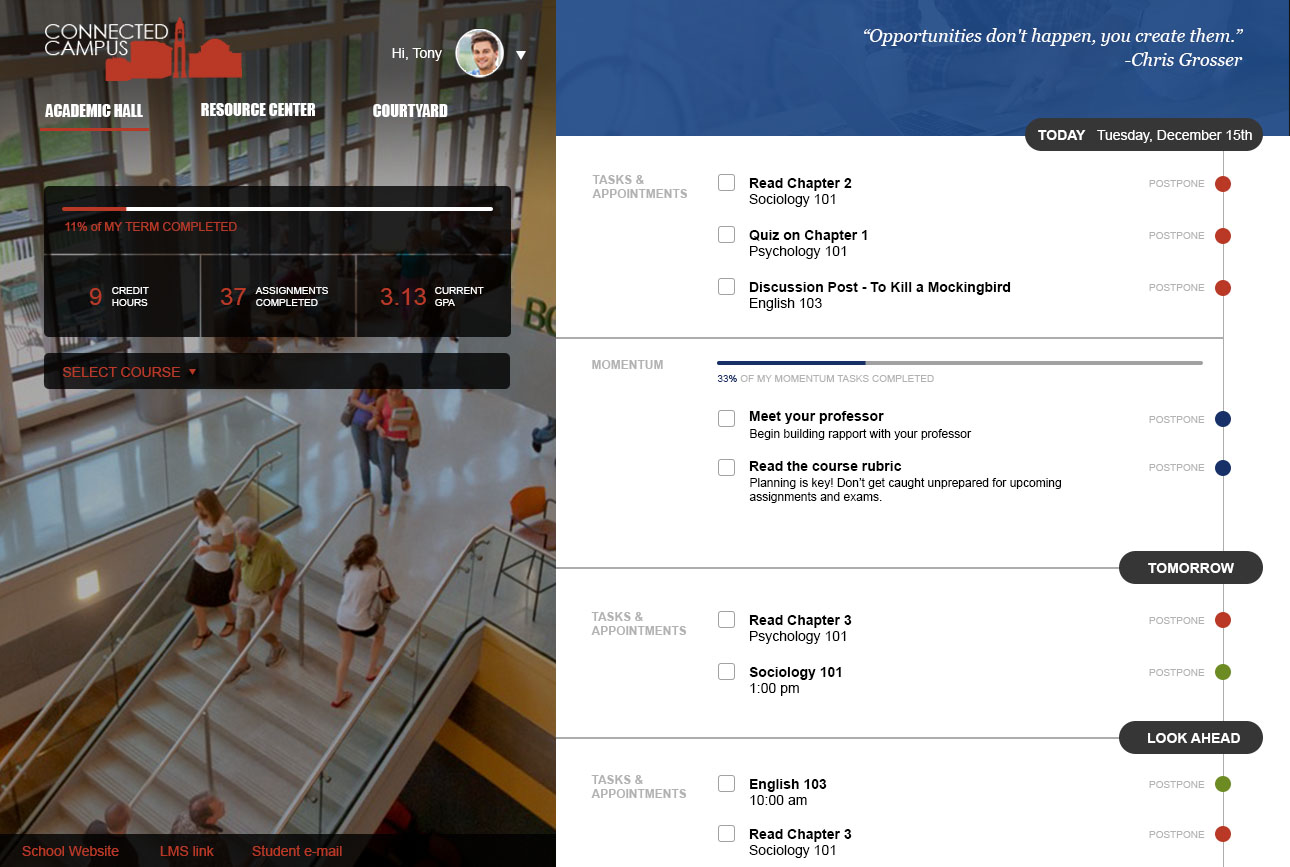 CONNECTED
CAMPUS
Hi, Tony
ACADEMIC HALL
RESOURCE CENTER
COURTYARD
11% of MY TERM COMPLETED
9 CREDIT
HOURS
37 ASSIGNMENTS
COMPLETED
3.13 CURRENT
GPA
SELECT COURSE
School Website
LMS link
Student e-mail
“Opportunities don't happen, you create them.”
-Chris Grosser
TODAY Tuesday, December 15th
TASKS &
APPOINTMENTS
Read Chapter 2
Sociology 101
POSTPONE
Quiz on Chapter 1
Psychology 101
POSTPONE
Discussion Post - To Kill a Mockingbird
English 103
POSTPONE
MOMENTUM
33% OF MY MOMENTUM TASKS COMPLETED
Meet your professor
Begin building rapport with your professor
POSTPONE
Read the course rubric
Planning is key! Don't get caught unprepared for upcoming
assignments and exams.
POSTPONE
TOMORROW
TASKS &
APPOINTMENTS
Read Chapter 3
Psychology 101
POSTPONE
Sociology 101
1:00 pm
POSTPONE
LOOK AHEAD
TASKS &
APPOINTMENTS
English 103
10:00 am
POSTPONE
Read Chapter 3
Sociology 101
POSTPONE